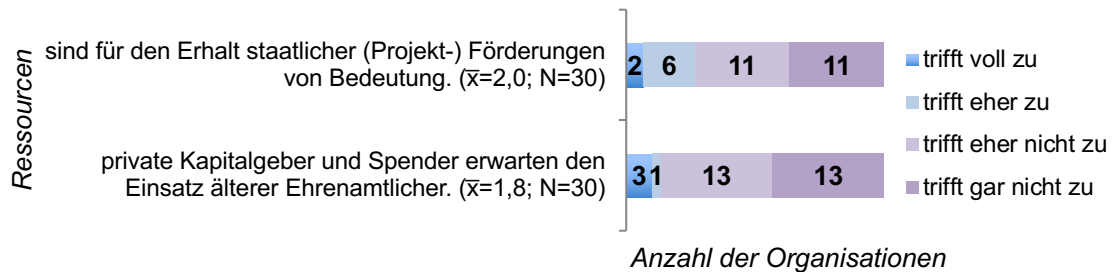 Ressourcen
sind für den Erhalt staatlicher (Projekt-) Förderungen
von Bedeutung. (x̅=2,0; N=30)
2 6 11 11
private Kapitalgeber und Spender erwarten den
Einsatz älterer Ehrenamtlicher. (x̅=1,8; N=30)
3 1 13 13
trifft voll zu
trifft eher zu
trifft eher nicht zu
trifft gar nicht zu
Anzahl der Organisationen